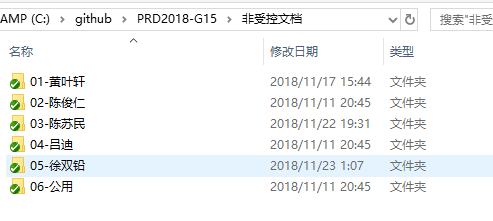 AMP (C:) › github › PRD2018-G15 › 非受控文档 搜索"非受
名称 修改日期 类型
01-黄叶轩 2018/11/17 15:44 文件夹
02-陈俊仁 2018/11/11 20:45 文件夹
03-陈苏民 2018/11/22 19:31 文件夹
04-吕迪 2018/11/11 20:45 文件夹
05-徐双铅 2018/11/23 1:07 文件夹
06-公用 2018/11/11 20:45 文件夹